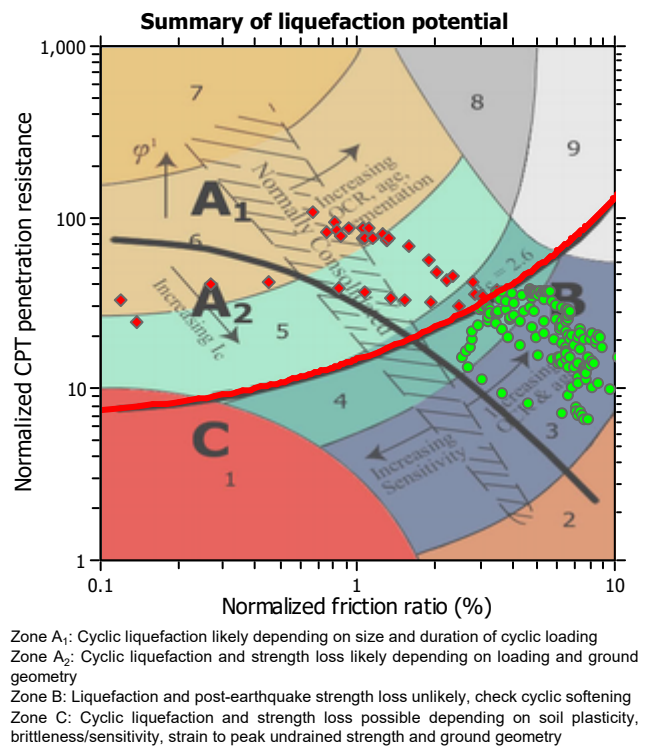 Summary of liquefaction potential
1,000
100
10
1
Normalized CPT penetration resistance
7
8
9
φ'
A1
Normally Consolidated
Increasing
OCR, age,
cementation
6
A2
Increasing Ic
5
= 2.6
B
4
Increasing
OCR & age
3
C
1
Increasing
Sensitivity
2
0.1
1
10
Normalized friction ratio (%)
Zone A1: Cyclic liquefaction likely depending on size and duration of cyclic loading
Zone A2: Cyclic liquefaction and strength loss likely depending on loading and ground
geometry
Zone B: Liquefaction and post-earthquake strength loss unlikely, check cyclic softening
Zone C: Cyclic liquefaction and strength loss possible depending on soil plasticity,
brittleness/sensitivity, strain to peak undrained strength and ground geometry